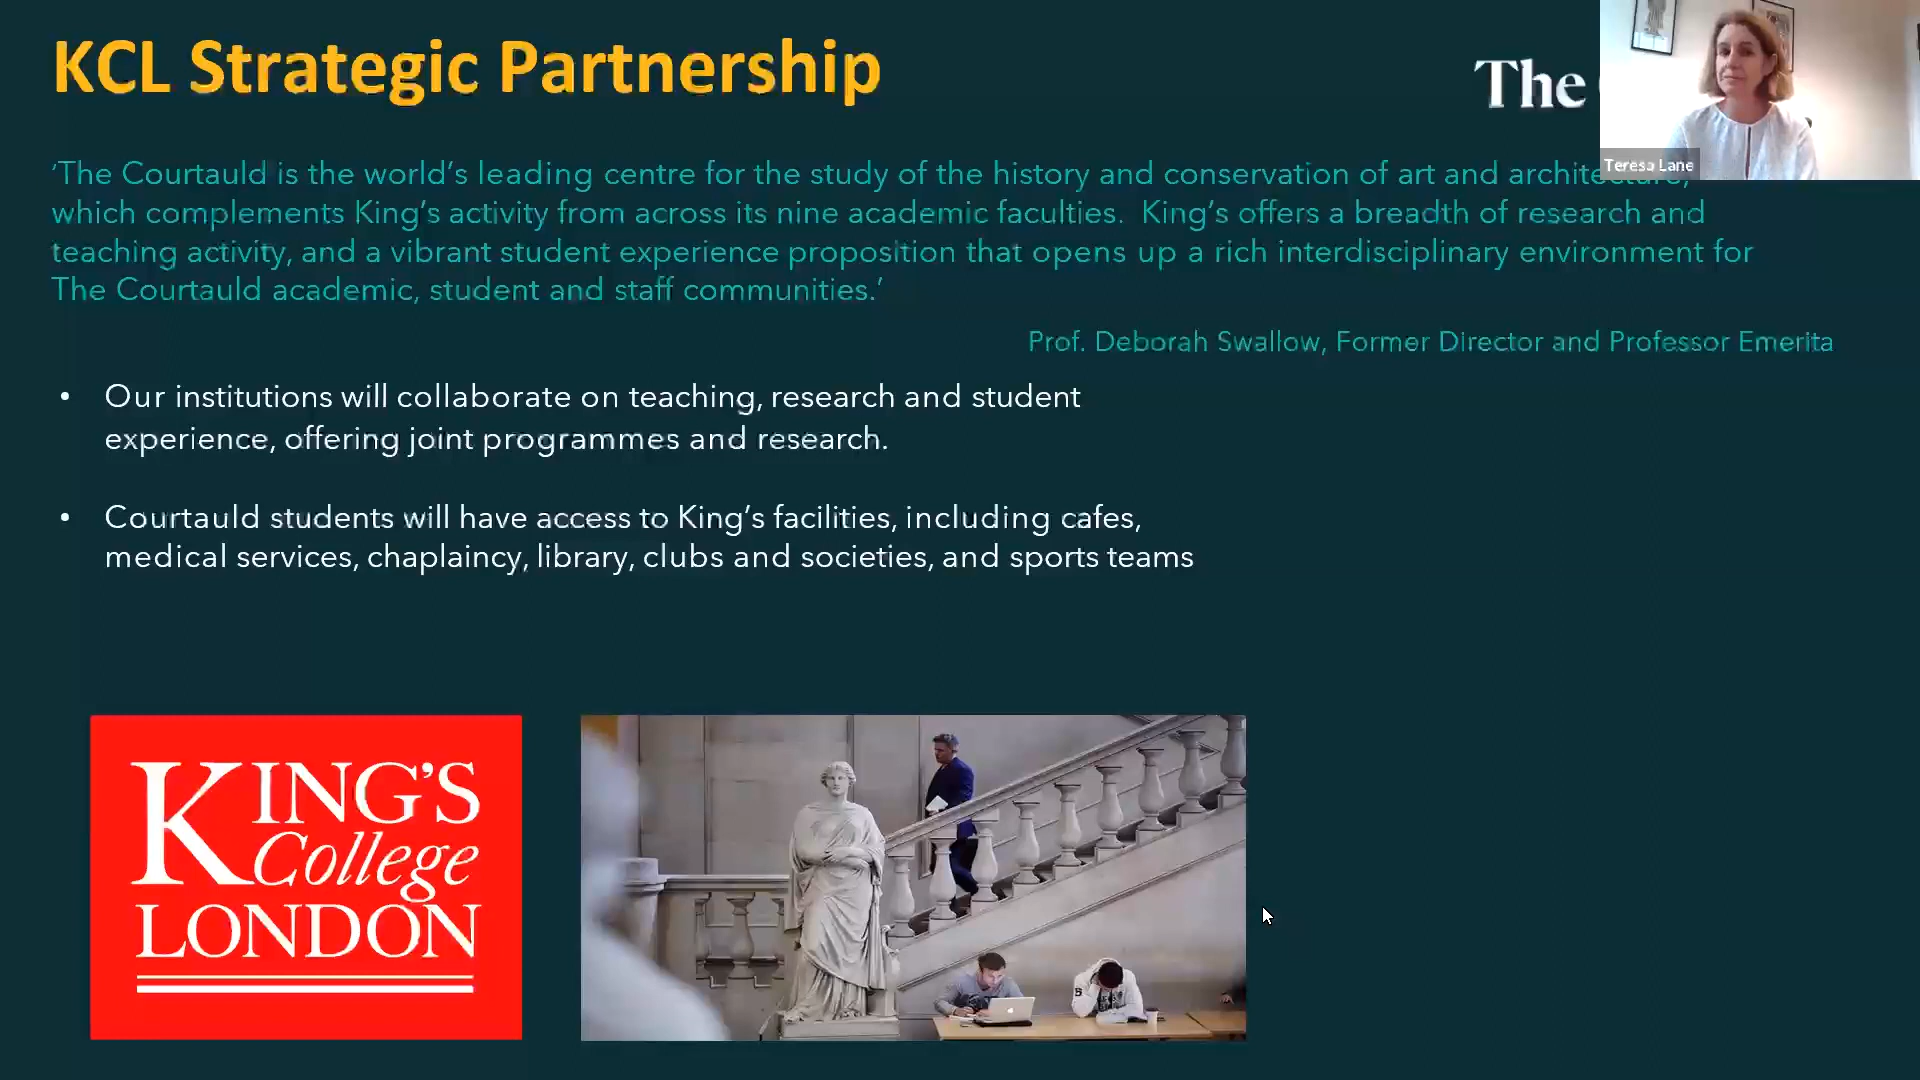 KCL Strategic Partnership
The
Teresa Lane
‘The Courtauld is the world’s leading centre for the study of the history and conservation of art and architecture,
which complements King’s activity from across its nine academic faculties.  King’s offers a breadth of research and
teaching activity, and a vibrant student experience proposition that opens up a rich interdisciplinary environment for
The Courtauld academic, student and staff communities.’
Prof. Deborah Swallow, Former Director and Professor Emerita
• Our institutions will collaborate on teaching, research and student
experience, offering joint programmes and research.
• Courtauld students will have access to King’s facilities, including cafes,
medical services, chaplaincy, library, clubs and societies, and sports teams
KING’S
College
LONDON